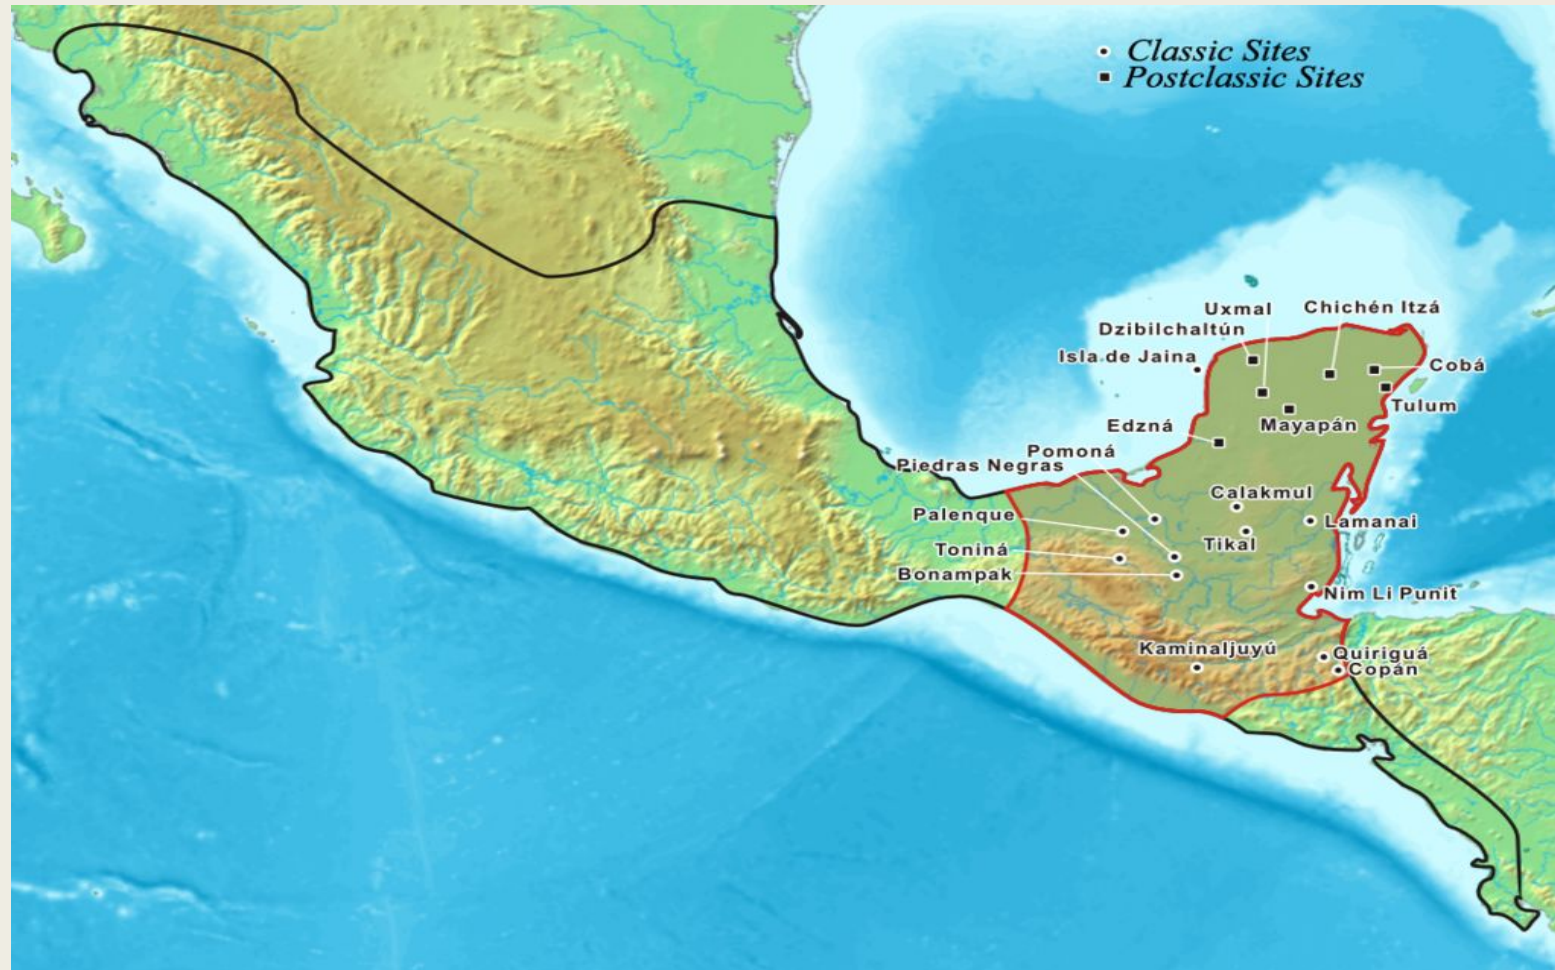 Classic Sites
Postclassic Sites
Uxmal
Chichén Itzá
Dzibilchaltún
Isla de Jaina
Cobá
Tulum
Edzná
Mayapán
Pomoná
Piedras Negras
Calakmul
Palenque
Lamanai
Tikal
Toniná
Bonampak
Nim Li Punit
Kaminaljuyú
Quiriguá
Copán